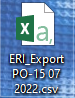 a,
ERI_Export
PO-15 07
2022.csv